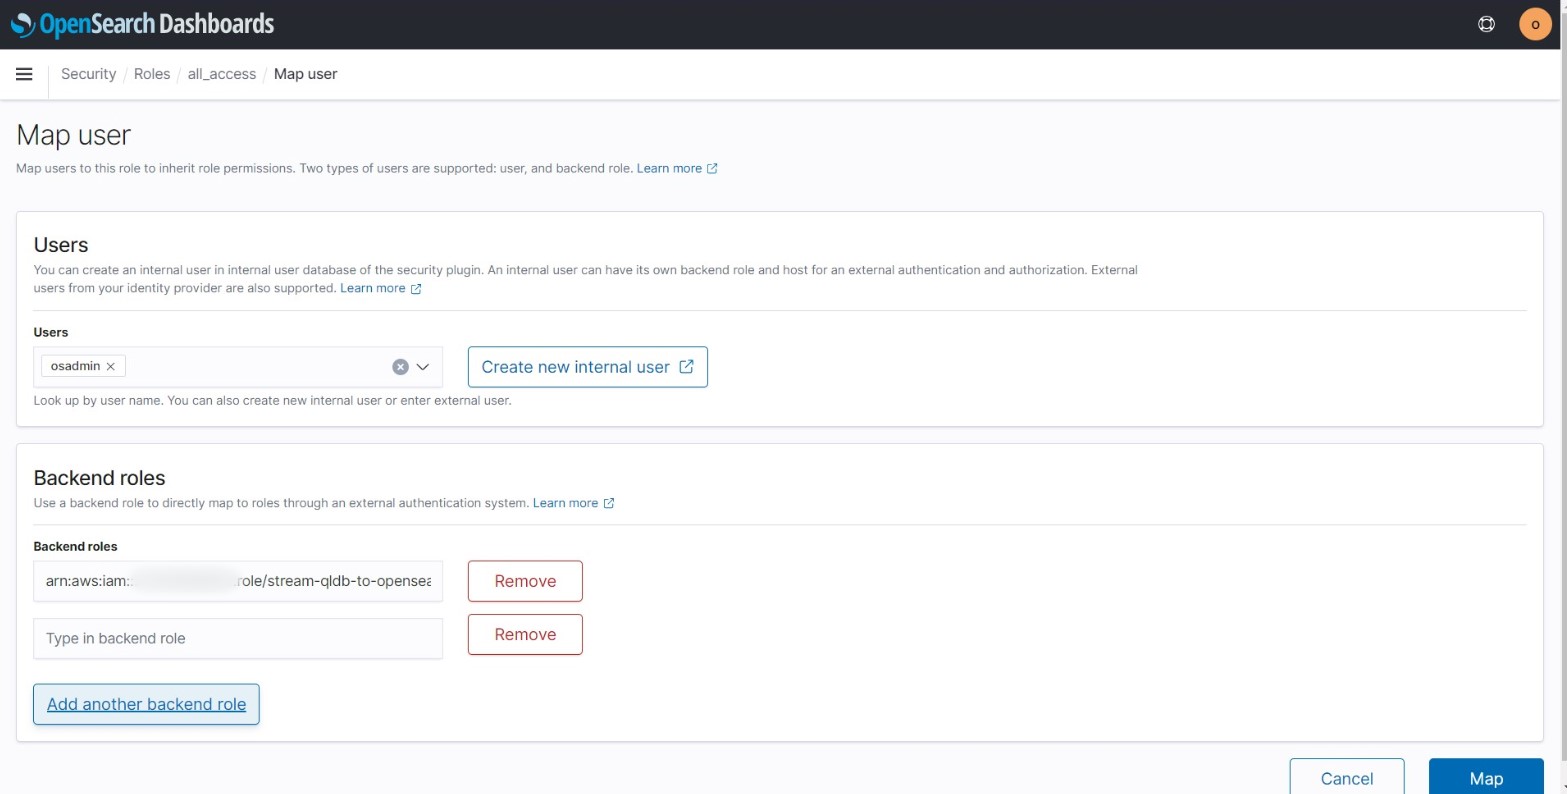 OpenSearch Dashboards
o
Security / Roles / all_access / Map user
Map user
Map users to this role to inherit role permissions. Two types of users are supported: user, and backend role. Learn more
Users
You can create an internal user in internal user database of the security plugin. An internal user can have its own backend role and host for an external authentication and authorization. External
users from your identity provider are also supported. Learn more
Users
osadmin
Create new internal user
Look up by user name. You can also create new internal user or enter external user.
Backend roles
Use a backend role to directly map to roles through an external authentication system. Learn more
Backend roles
arn:aws:iam: role/stream-qldb-to-opensea
Remove
Type in backend role
Remove
Add another backend role
Cancel
Map